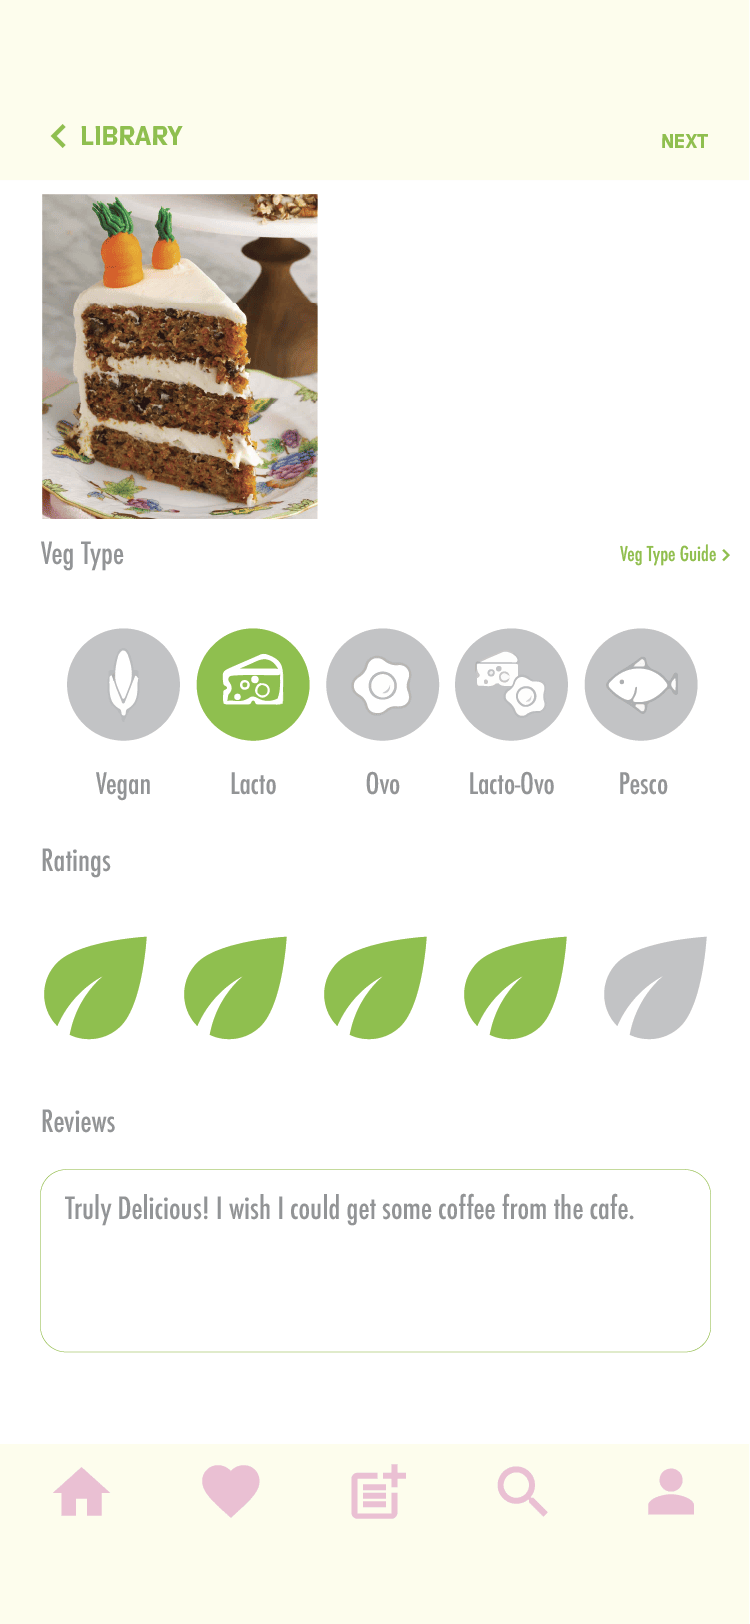 LIBRARY
NEXT
Veg Type
Veg Type Guide >
Vegan
Lacto
Ovo
Lacto-Ovo
Pesco
Ratings
Reviews
Truly Delicious! I wish I could get some coffee from the cafe.